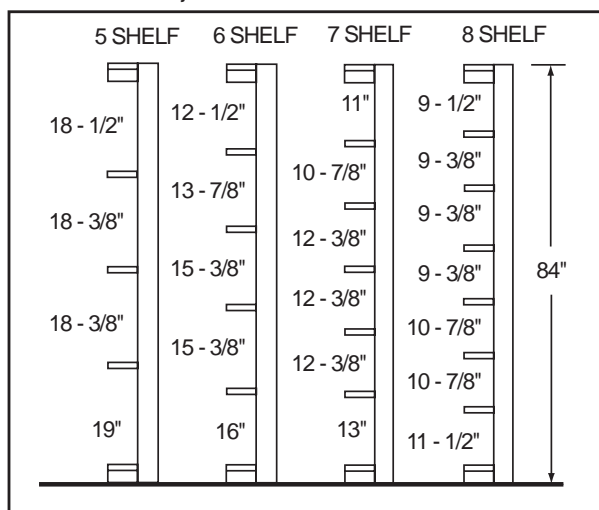 5 SHELF 6 SHELF 7 SHELF 8 SHELF
18 - 1/2"
18 - 3/8"
18 - 3/8"
19"
12 - 1/2"
13 - 7/8"
15 - 3/8"
15 - 3/8"
16"
11"
10 - 7/8"
12 - 3/8"
12 - 3/8"
12 - 3/8"
13"
9 - 1/2"
9 - 3/8"
9 - 3/8"
9 - 3/8"
10 - 7/8"
10 - 7/8"
11 - 1/2"
84"